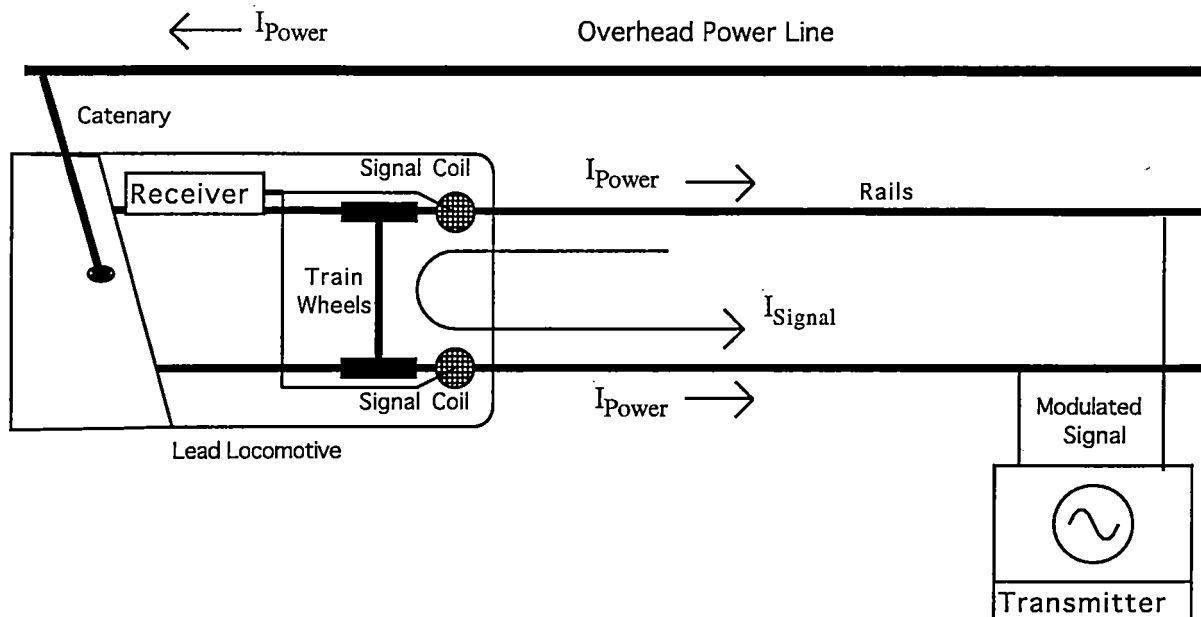 I_Power
Overhead Power Line
Catenary
Signal Coil
I_Power
Rails
Receiver
Train
Wheels
I_Signal
Signal Coil
I_Power
Modulated
Signal
Lead Locomotive
Transmitter